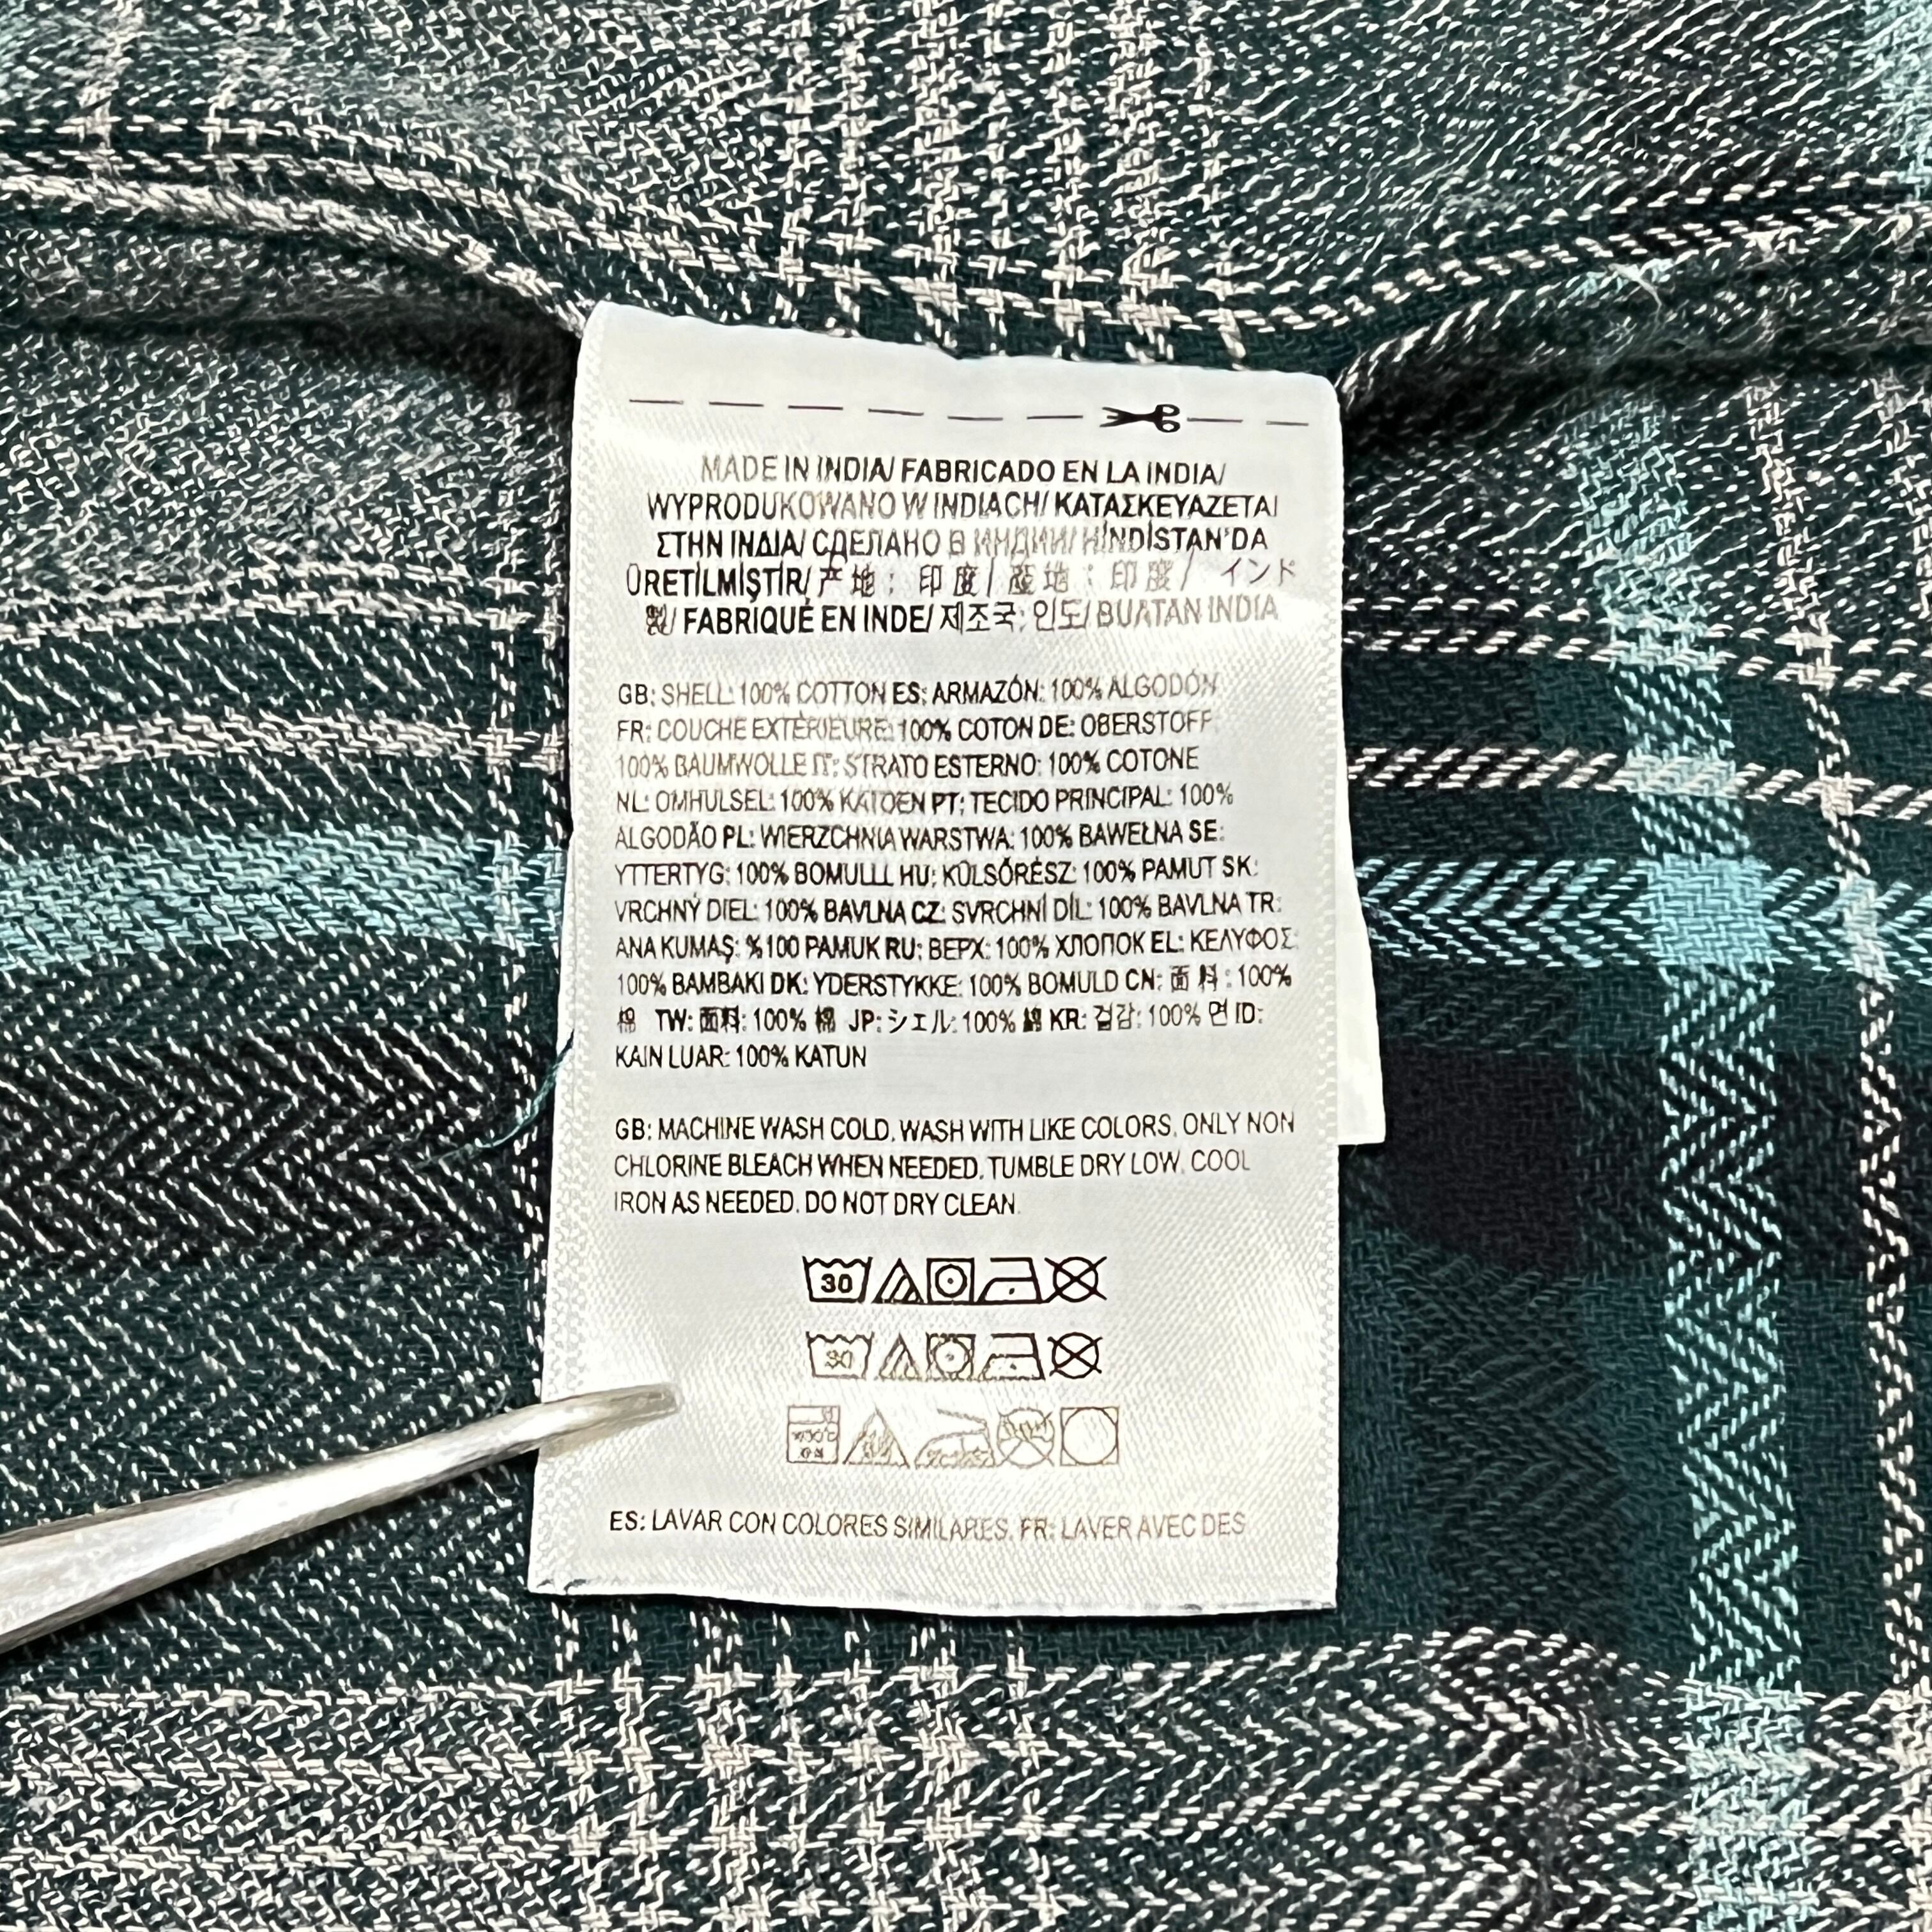 MADE IN INDIA/ FABRICADO EN LA INDIA/
WYPRODUKOWANO W INDIACH/ ΚΑΤΑΣΚΕΥΑΖΕΤΑΙ
ΣΤΗΝ ΙΝΔΙΑ/ СДЕЛАНО В ИНДИИ/ HİNDİSTAN'DA
ÜRETİLMİŞTİR/ 产地: 印度/ 產地: 印度/ インド
製/ FABRIQUÉ EN INDE/ 제조국: 인도/ BUATAN INDIA
GB: SHELL: 100% COTTON ES: ARMAZÓN: 100% ALGODÓN
FR: COUCHE EXTÉRIEURE: 100% COTON DE: OBERSTOFF:
100% BAUMWOLLE IT: STRATO ESTERNO: 100% COTONE
NL: OMHULSEL: 100% KATOEN PT: TECIDO PRINCIPAL: 100%
ALGODÃO PL: WIERZCHNIA WARSTWA: 100% BAWEŁNA SE:
YTTERTYG: 100% BOMULLL HU: KÜLSŐRÉSZ: 100% PAMUT SK:
VRCHNÝ DIEL: 100% BAVLNA CZ: SVRCHNÍ DÍL: 100% BAVLNA TR:
ANA KUMAŞ: %100 PAMUK RU: ВЕРХ: 100% ХЛОПОК EL: ΚΕΛΥΦΟΣ:
100% ΒΑΜΒΑΚΙ DK: YDERSTYKKE: 100% BOMULD CN: 面料: 100%
棉 TW: 面料: 100% 棉 JP: シェル: 100% 綿 KR: 겉감: 100% 면 ID:
KAIN LUAR: 100% KATUN
GB: MACHINE WASH COLD. WASH WITH LIKE COLORS. ONLY NON
CHLORINE BLEACH WHEN NEEDED. TUMBLE DRY LOW. COOL
IRON AS NEEDED. DO NOT DRY CLEAN.
30
30
ES: LAVAR CON COLORES SIMILARES. FR: LAVER AVEC DES